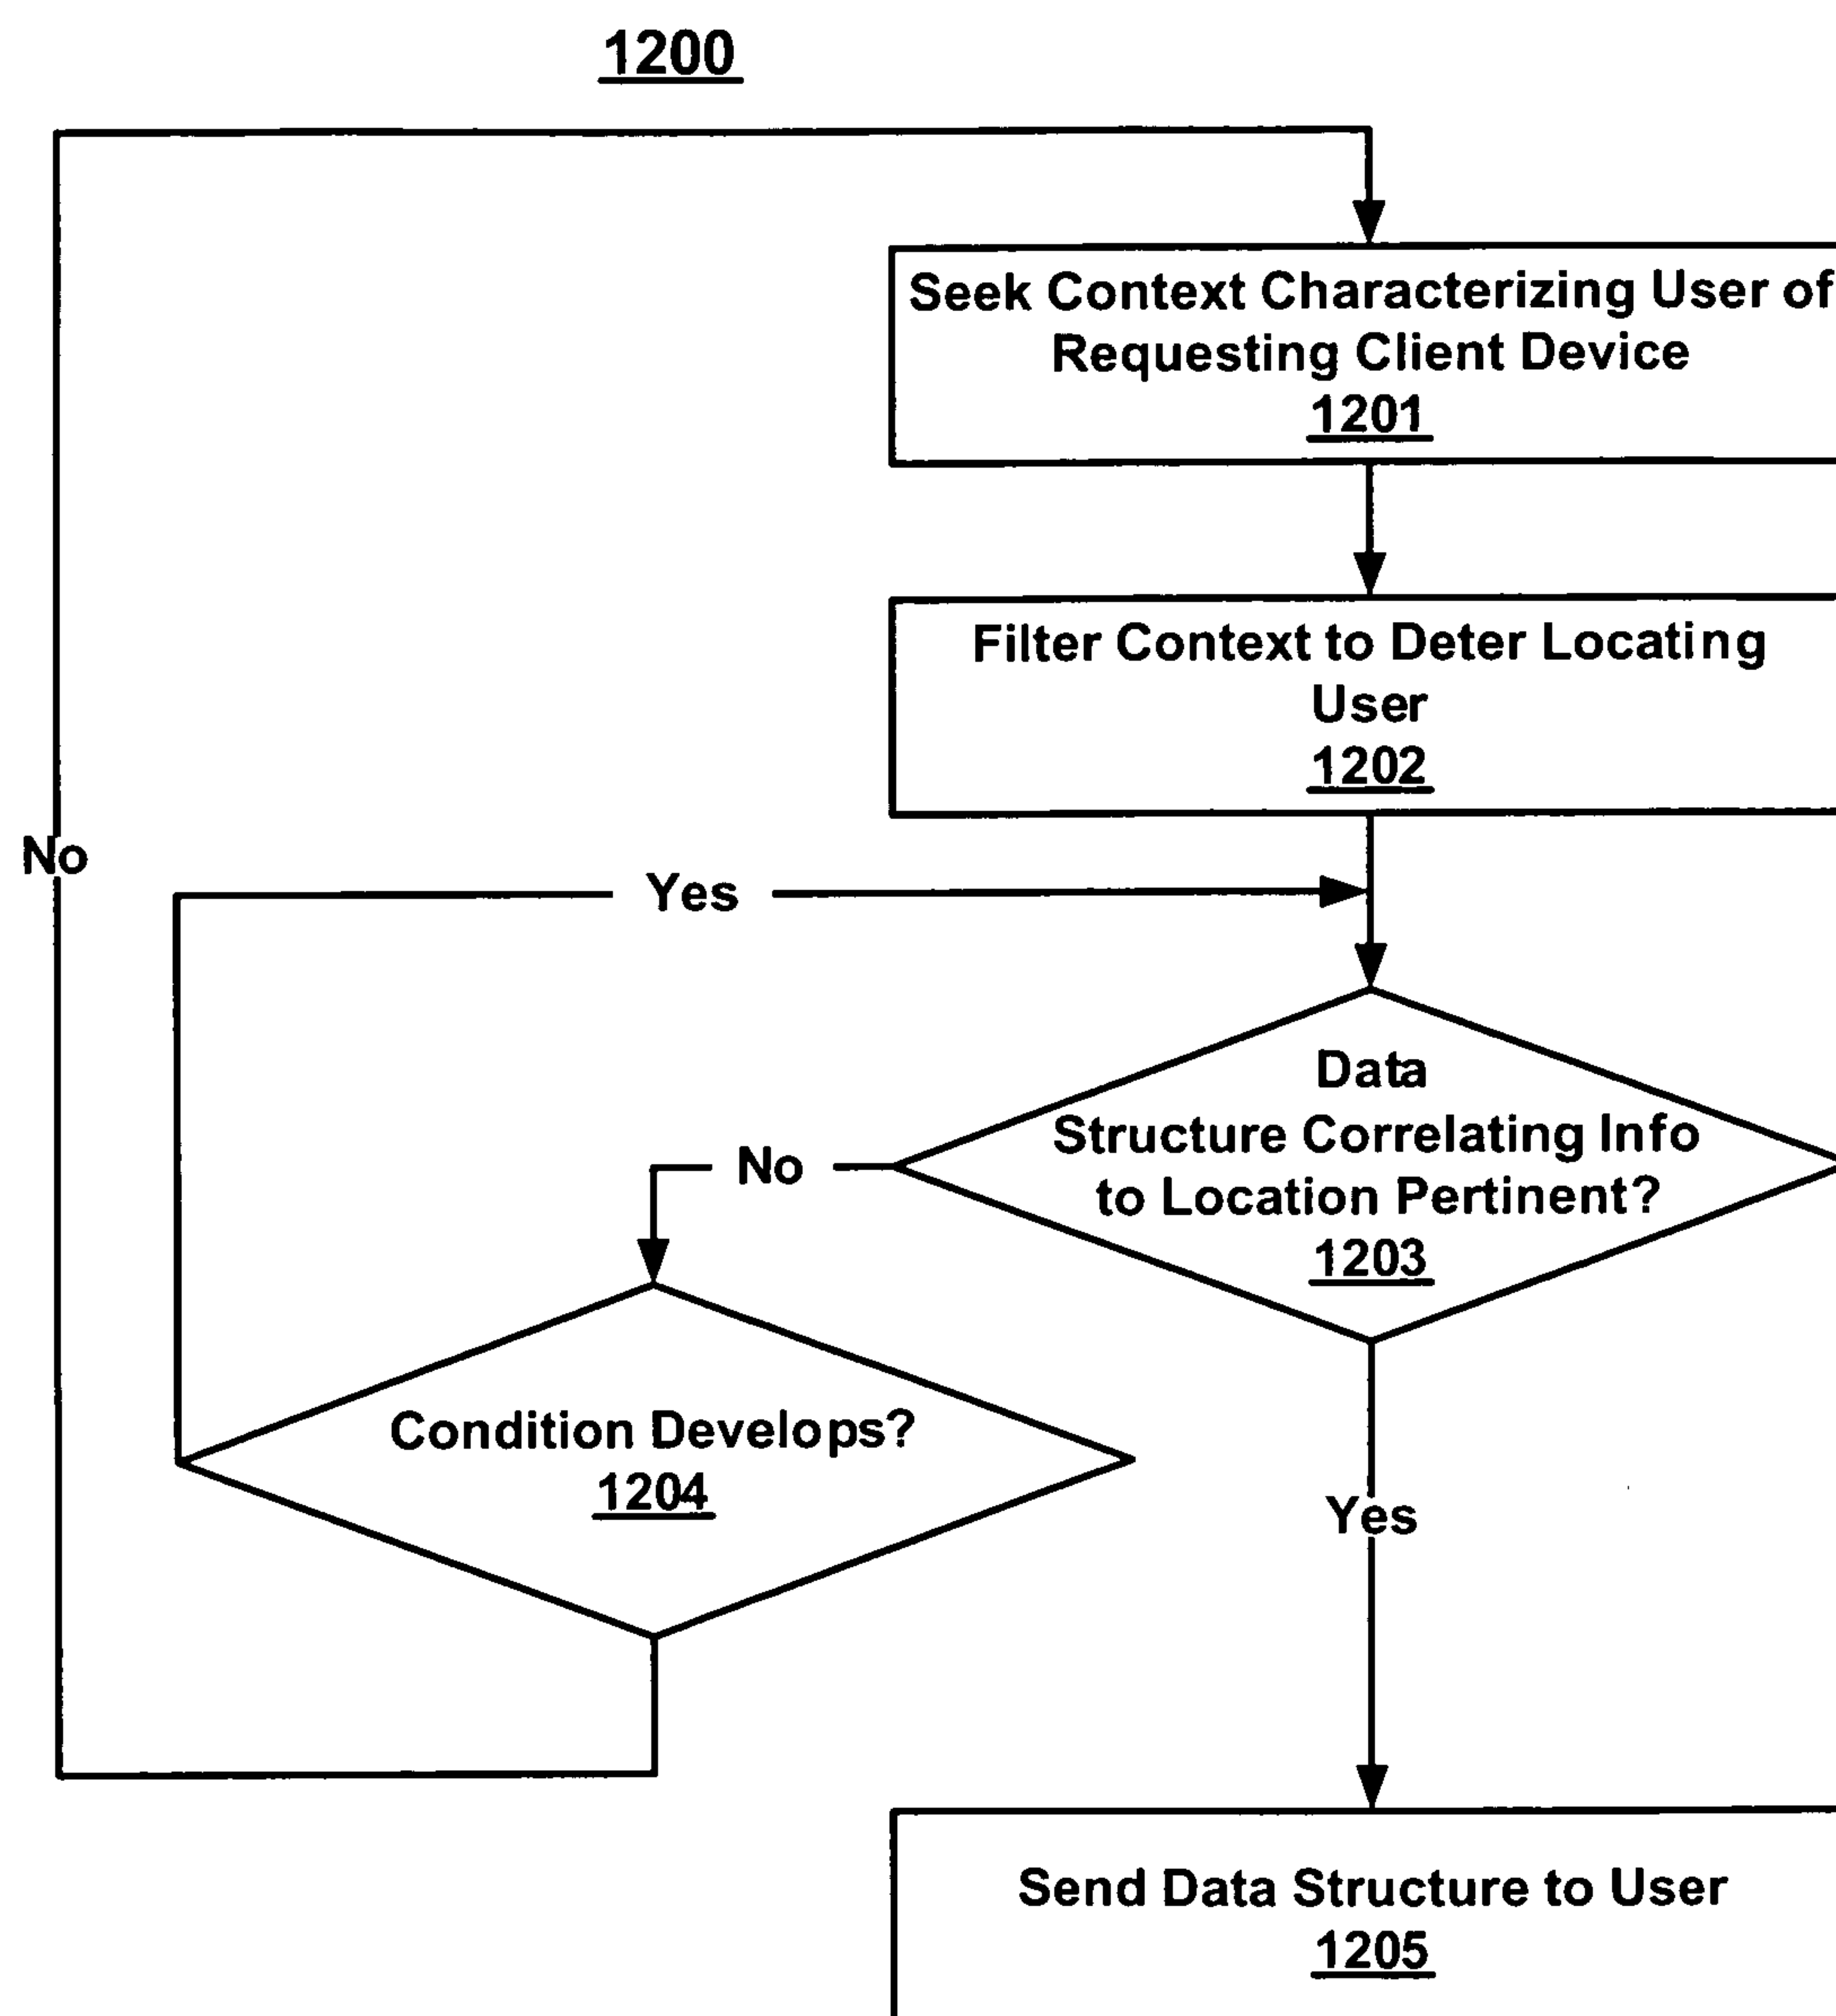 1200
Seek Context Characterizing User of
Requesting Client Device
1201
Filter Context to Deter Locating
User
1202
No
Yes
Data
Structure Correlating Info
to Location Pertinent?
1203
No
Condition Develops?
1204
Yes
Send Data Structure to User
1205